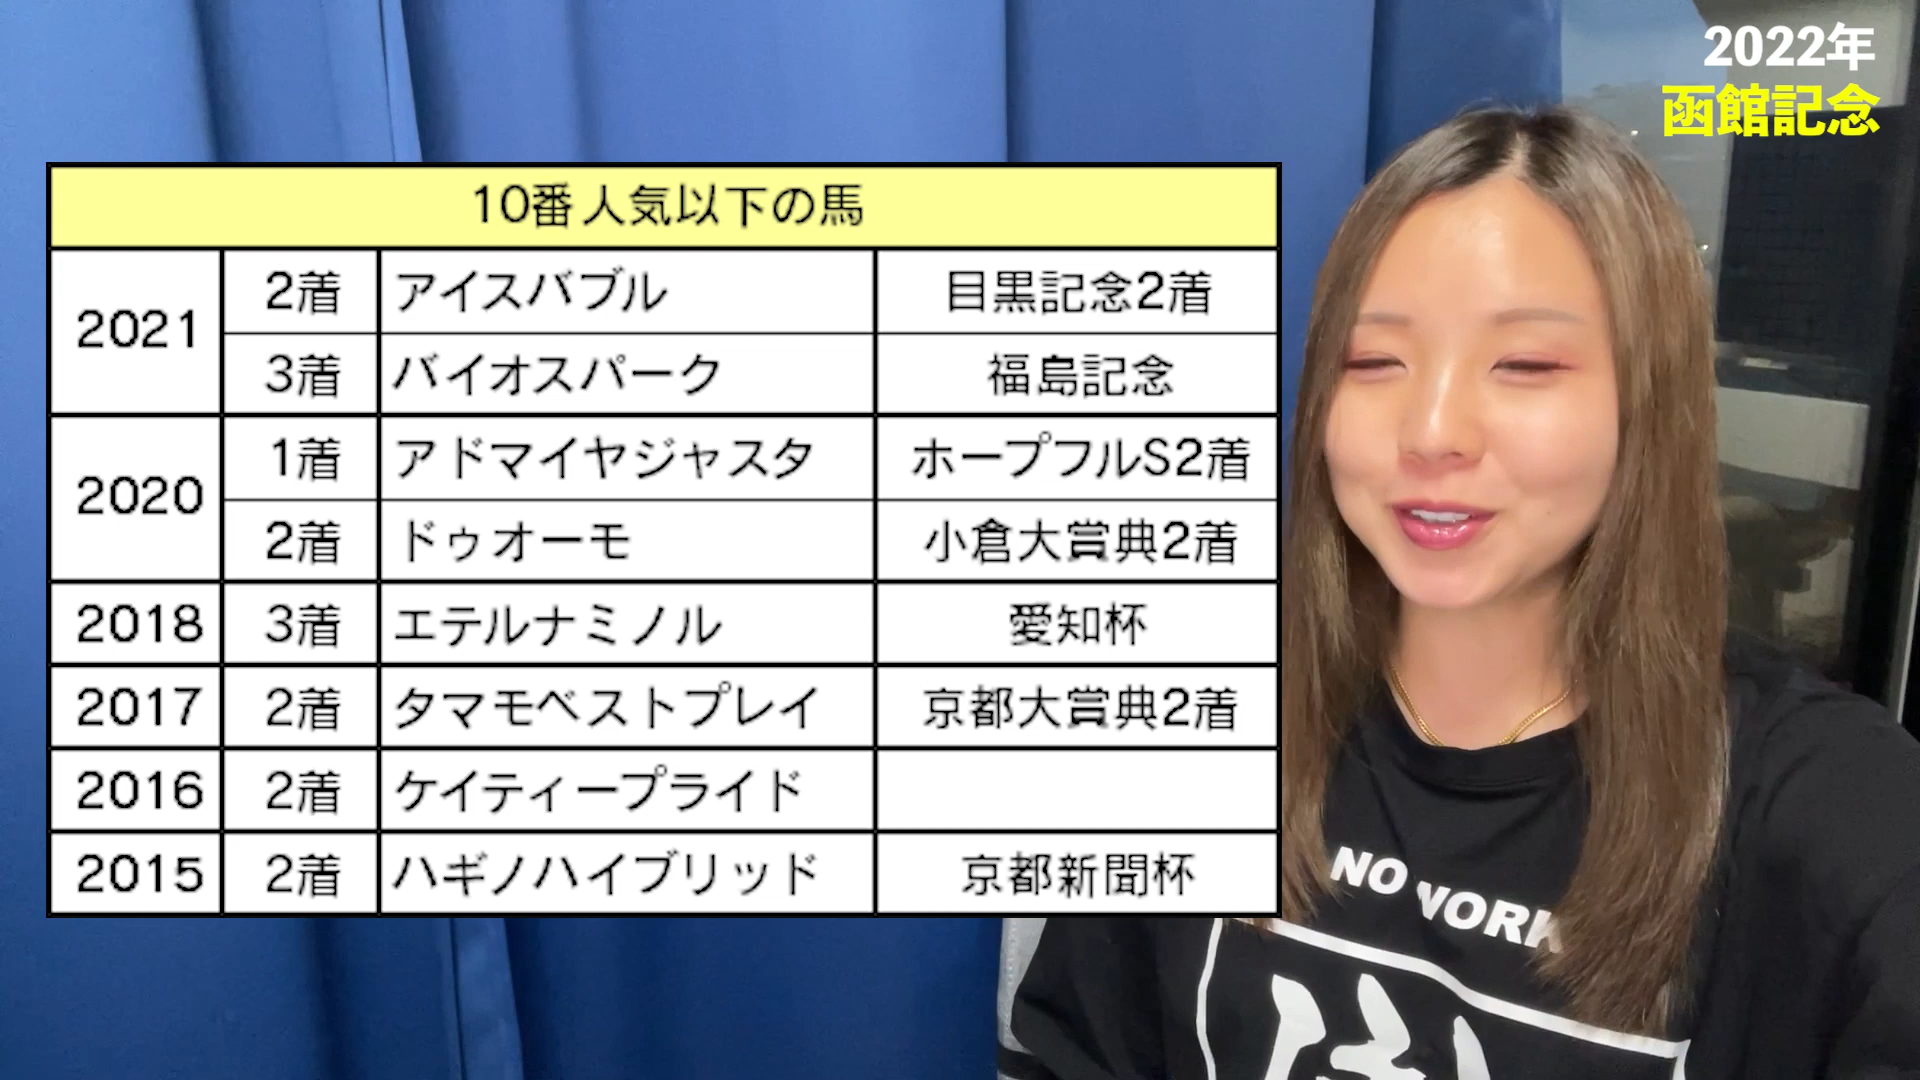 2022年
函館記念
10番人気以下の馬
2021 2着 アイスバブル 目黒記念2着
3着 バイオスパーク 福島記念
2020 1着 アドマイヤジャスタ ホープフルS2着
2着 ドゥオーモ 小倉大賞典2着
2018 3着 エテルナミノル 愛知杯
2017 2着 タマモベストプレイ 京都大賞典2着
2016 2着 ケイティープライド
2015 2着 ハギノハイブリッド 京都新聞杯
NO WORK